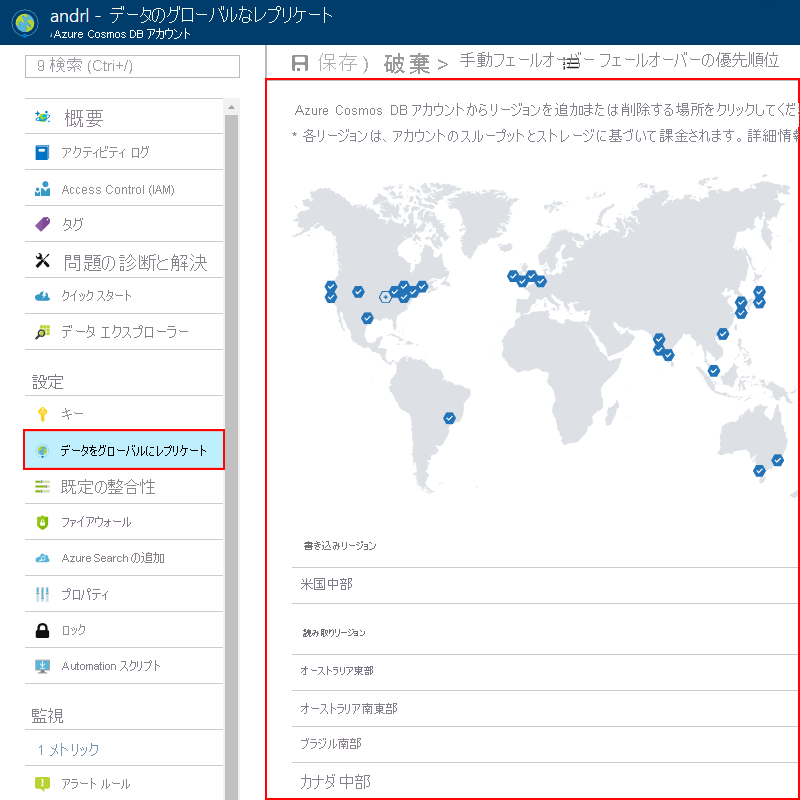 andrl - データのグローバルなレプリケート
Azure Cosmos DB アカウント
9 検索 (Ctrl+/)
保存) 破棄 > 手動フェールオーバー フェールオーバーの優先順位
概要
アクティビティ ログ
Access Control (IAM)
タグ
問題の診断と解決
クイック スタート
データ エクスプローラー
設定
キー
データをグローバルにレプリケート
既定の整合性
ファイアウォール
Azure Search の追加
プロパティ
ロック
Automation スクリプト
監視
1 メトリック
アラート ルール
Azure Cosmos DB アカウントからリージョンを追加または削除する場所をクリックしてくだ
* 各リージョンは、アカウントのスループットとストレージに基づいて課金されます。詳細情報
書き込みリージョン
米国中部
読み取りリージョン
オーストラリア東部
オーストラリア南東部
ブラジル南部
カナダ中部